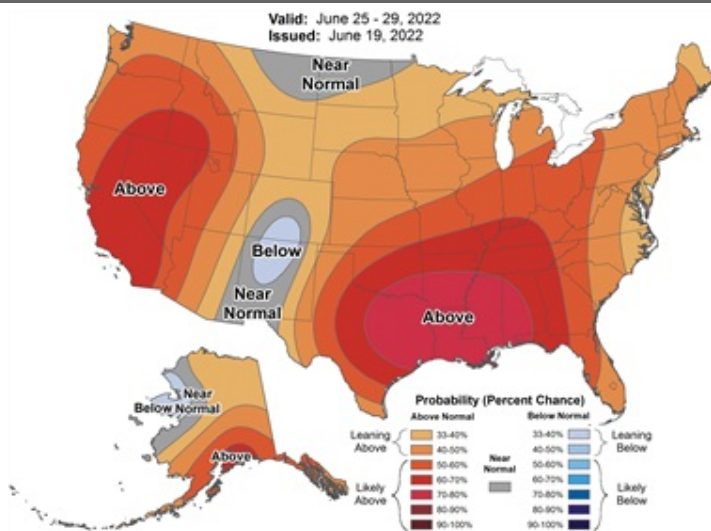 Valid: June 25 - 29, 2022
Issued: June 19, 2022
Near
Normal
Above
Below
Near
Normal
Above
Near
Below Normal
Above
Probability (Percent Chance)
Above Normal
Below Normal
Leaning
Above
33-40%
40-50%
Near
Normal
33-40%
40-50%
Leaning
Below
Likely
Above
50-60%
60-70%
70-80%
80-90%
90-100%
50-60%
60-70%
70-80%
80-90%
90-100%
Likely
Below